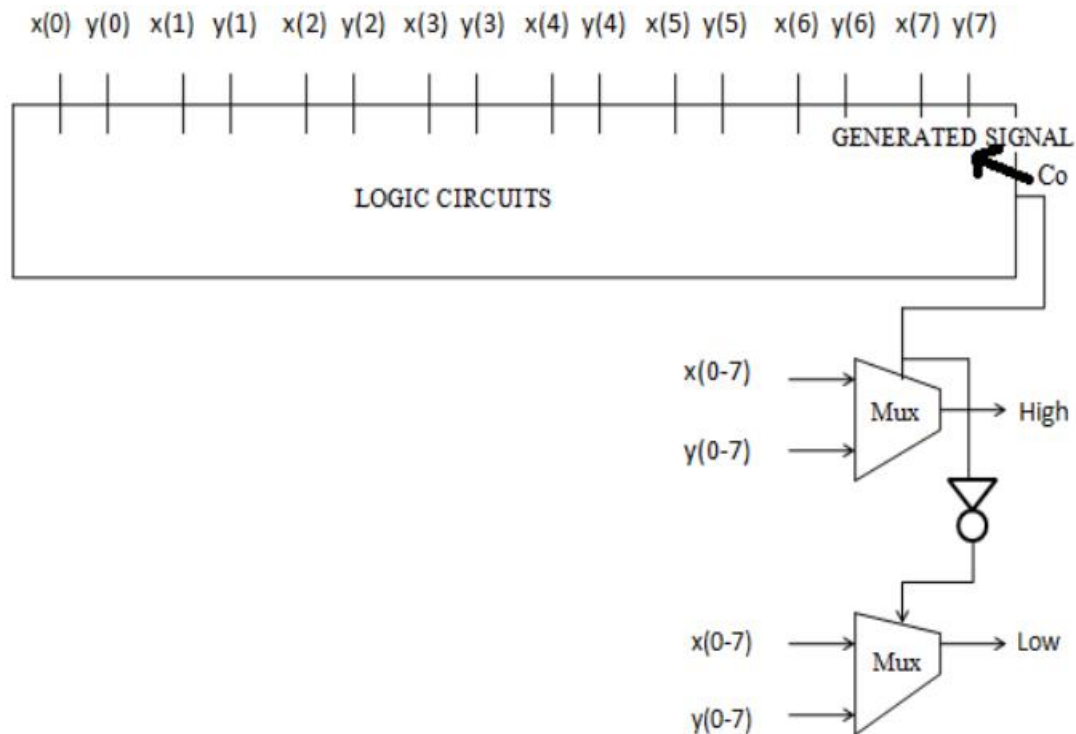 x(0) y(0) x(1) y(1) x(2) y(2) x(3) y(3) x(4) y(4) x(5) y(5) x(6) y(6) x(7) y(7)
GENERATED SIGNAL
Co
LOGIC CIRCUITS
x(0-7)
Mux
High
y(0-7)
x(0-7)
Mux
Low
y(0-7)